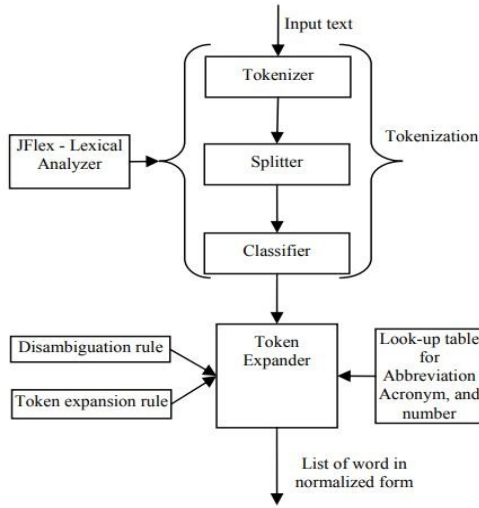 Input text
Tokenizer
JFlex - Lexical
Analyzer
Tokenization
Splitter
Classifier
Disambiguation rule
Token expansion rule
Token
Expander
Look-up table
for
Abbreviation
Acronym, and
number
List of word in
normalized form